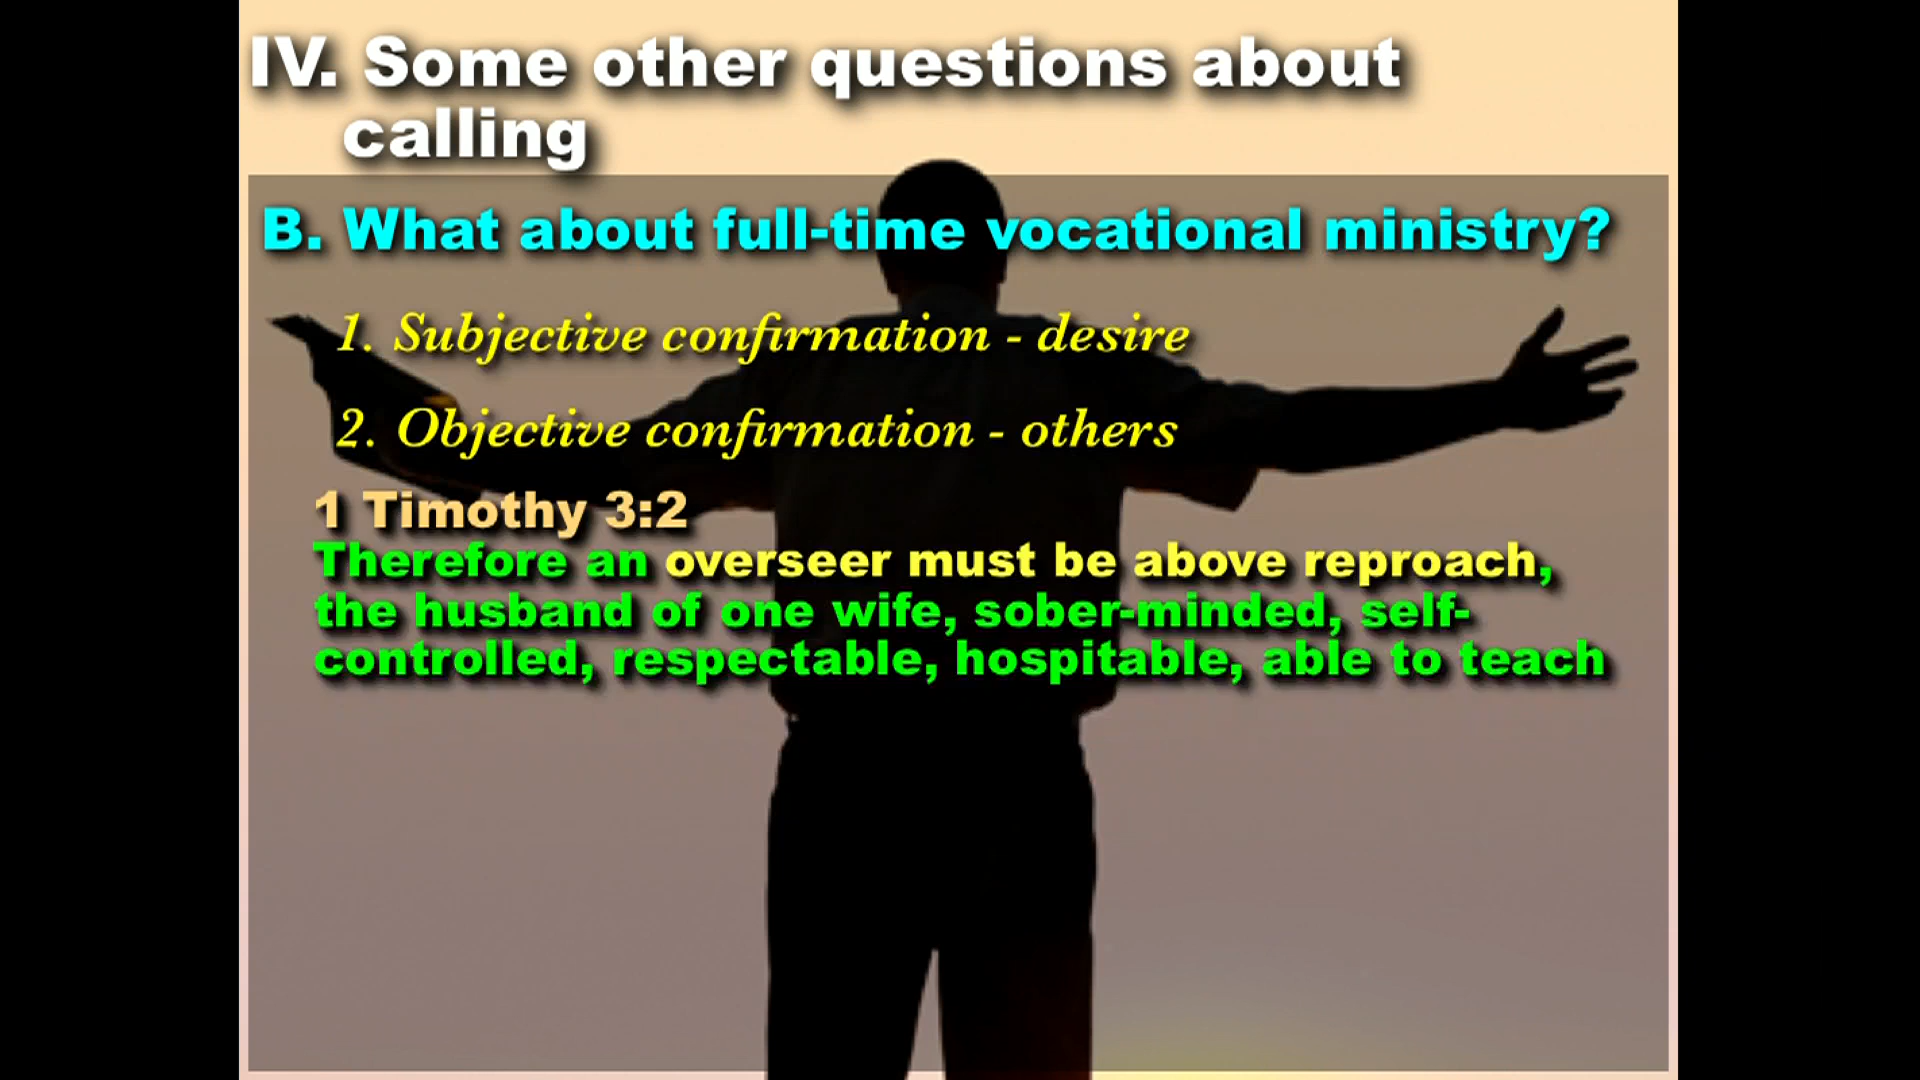 IV. Some other questions about
calling
B. What about full-time vocational ministry?
1. Subjective confirmation - desire
2. Objective confirmation - others
1 Timothy 3:2
Therefore an overseer must be above reproach,
the husband of one wife, sober-minded, self-
controlled, respectable, hospitable, able to teach